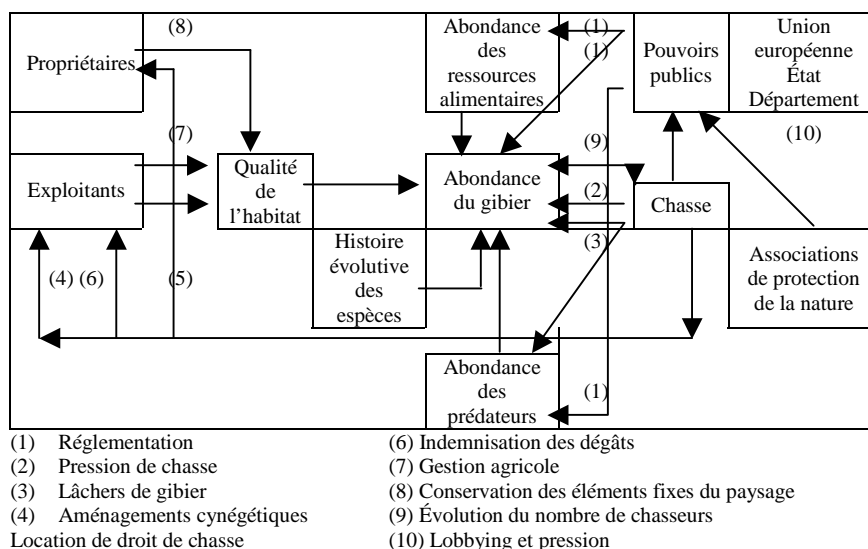 (8)
Propriétaires
Abondance
des
ressources
alimentaires
(1)
(1)
Pouvoirs
publics
Union
européenne
État
Département
(7)
(9)
(10)
Exploitants
Qualité
de
l’habitat
Abondance
du gibier
(2)
Chasse
(3)
(4) (6)
(5)
Histoire
évolutive
des
espèces
Associations
de protection
de la nature
Abondance
des
prédateurs
(1)
(1) Réglementation
(2) Pression de chasse
(3) Lâchers de gibier
(4) Aménagements cynégétiques
Location de droit de chasse
(6) Indemnisation des dégâts
(7) Gestion agricole
(8) Conservation des éléments fixes du paysage
(9) Évolution du nombre de chasseurs
(10) Lobbying et pression